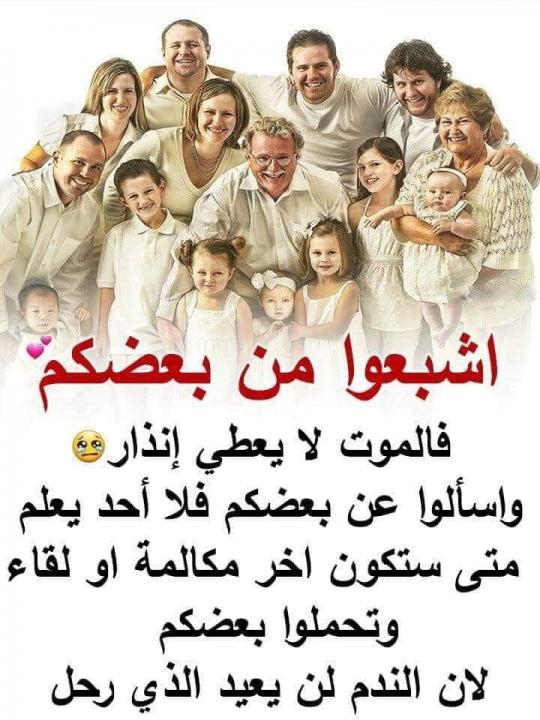 اشبعوا من بعضكم
فالموت لا يعطي إنذار
واسألوا عن بعضكم فلا أحد يعلم
متى ستكون اخر مكالمة او لقاء
وتحملوا بعضكم
لان الندم لن يعيد الذي رحل